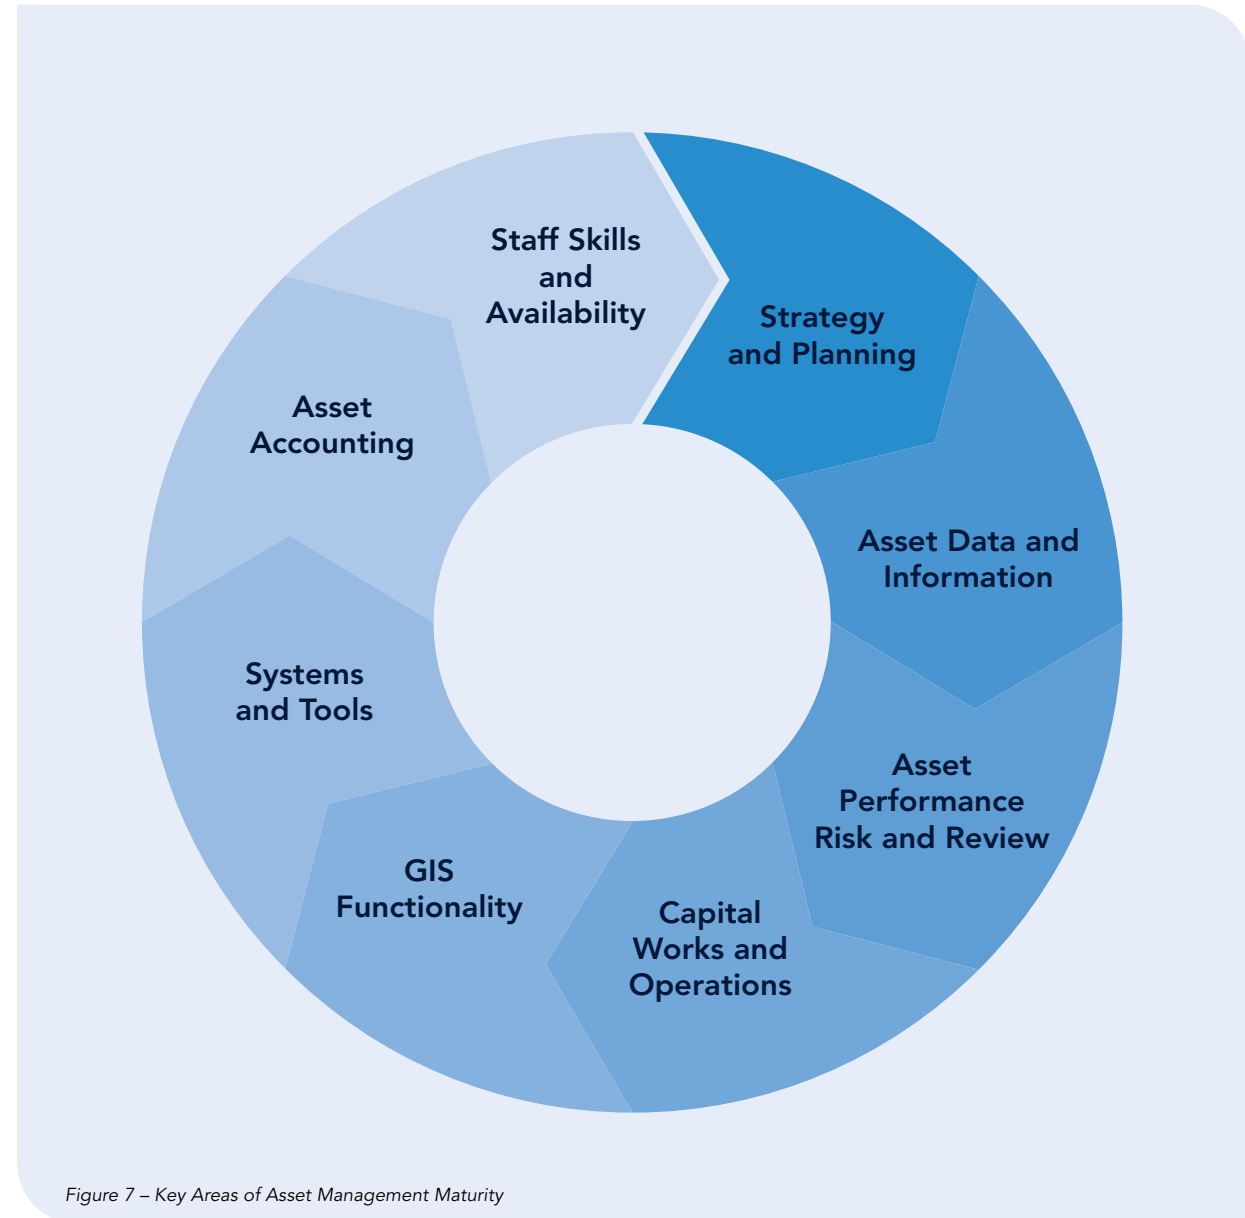 Staff Skills
and
Availability
Strategy
and Planning
Asset Data and
Information
Asset
Performance
Risk and Review
Capital
Works and
Operations
GIS
Functionality
Systems
and Tools
Asset
Accounting
Figure 7 – Key Areas of Asset Management Maturity